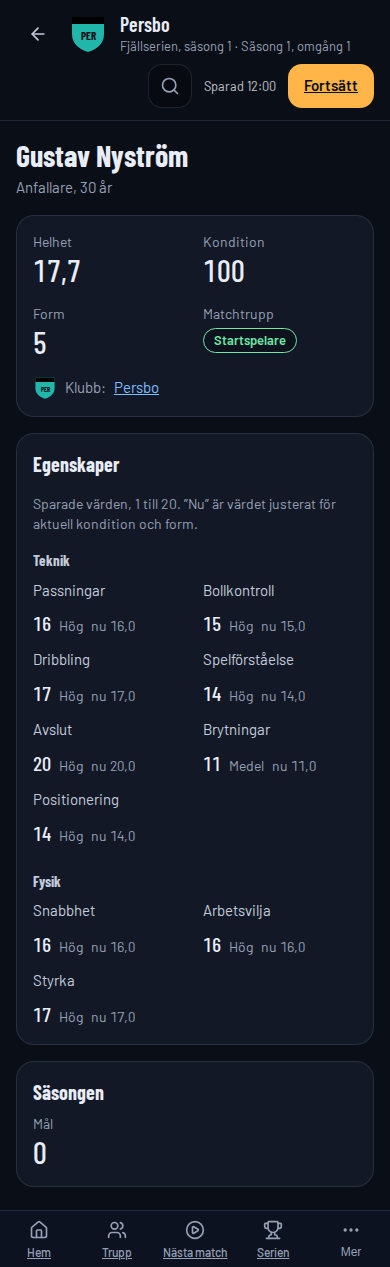 PER
Persbo
Fjällserien, säsong 1 · Säsong 1, omgång 1
Sparad 12:00
Fortsätt
Gustav Nyström
Anfallare, 30 år
Helhet
17,7
Kondition
100
Form
5
Matchtrupp
Startspelare
PER
Klubb: Persbo
Egenskaper
Sparade värden, 1 till 20. ”Nu” är värdet justerat för
aktuell kondition och form.
Teknik
Passningar
16 Hög nu 16,0
Bollkontroll
15 Hög nu 15,0
Dribbling
17 Hög nu 17,0
Spelförståelse
14 Hög nu 14,0
Avslut
20 Hög nu 20,0
Brytningar
11 Medel nu 11,0
Positionering
14 Hög nu 14,0
Fysik
Snabbhet
16 Hög nu 16,0
Arbetsvilja
16 Hög nu 16,0
Styrka
17 Hög nu 17,0
Säsongen
Mål
0
Hem
Trupp
Nästa match
Serien
Mer